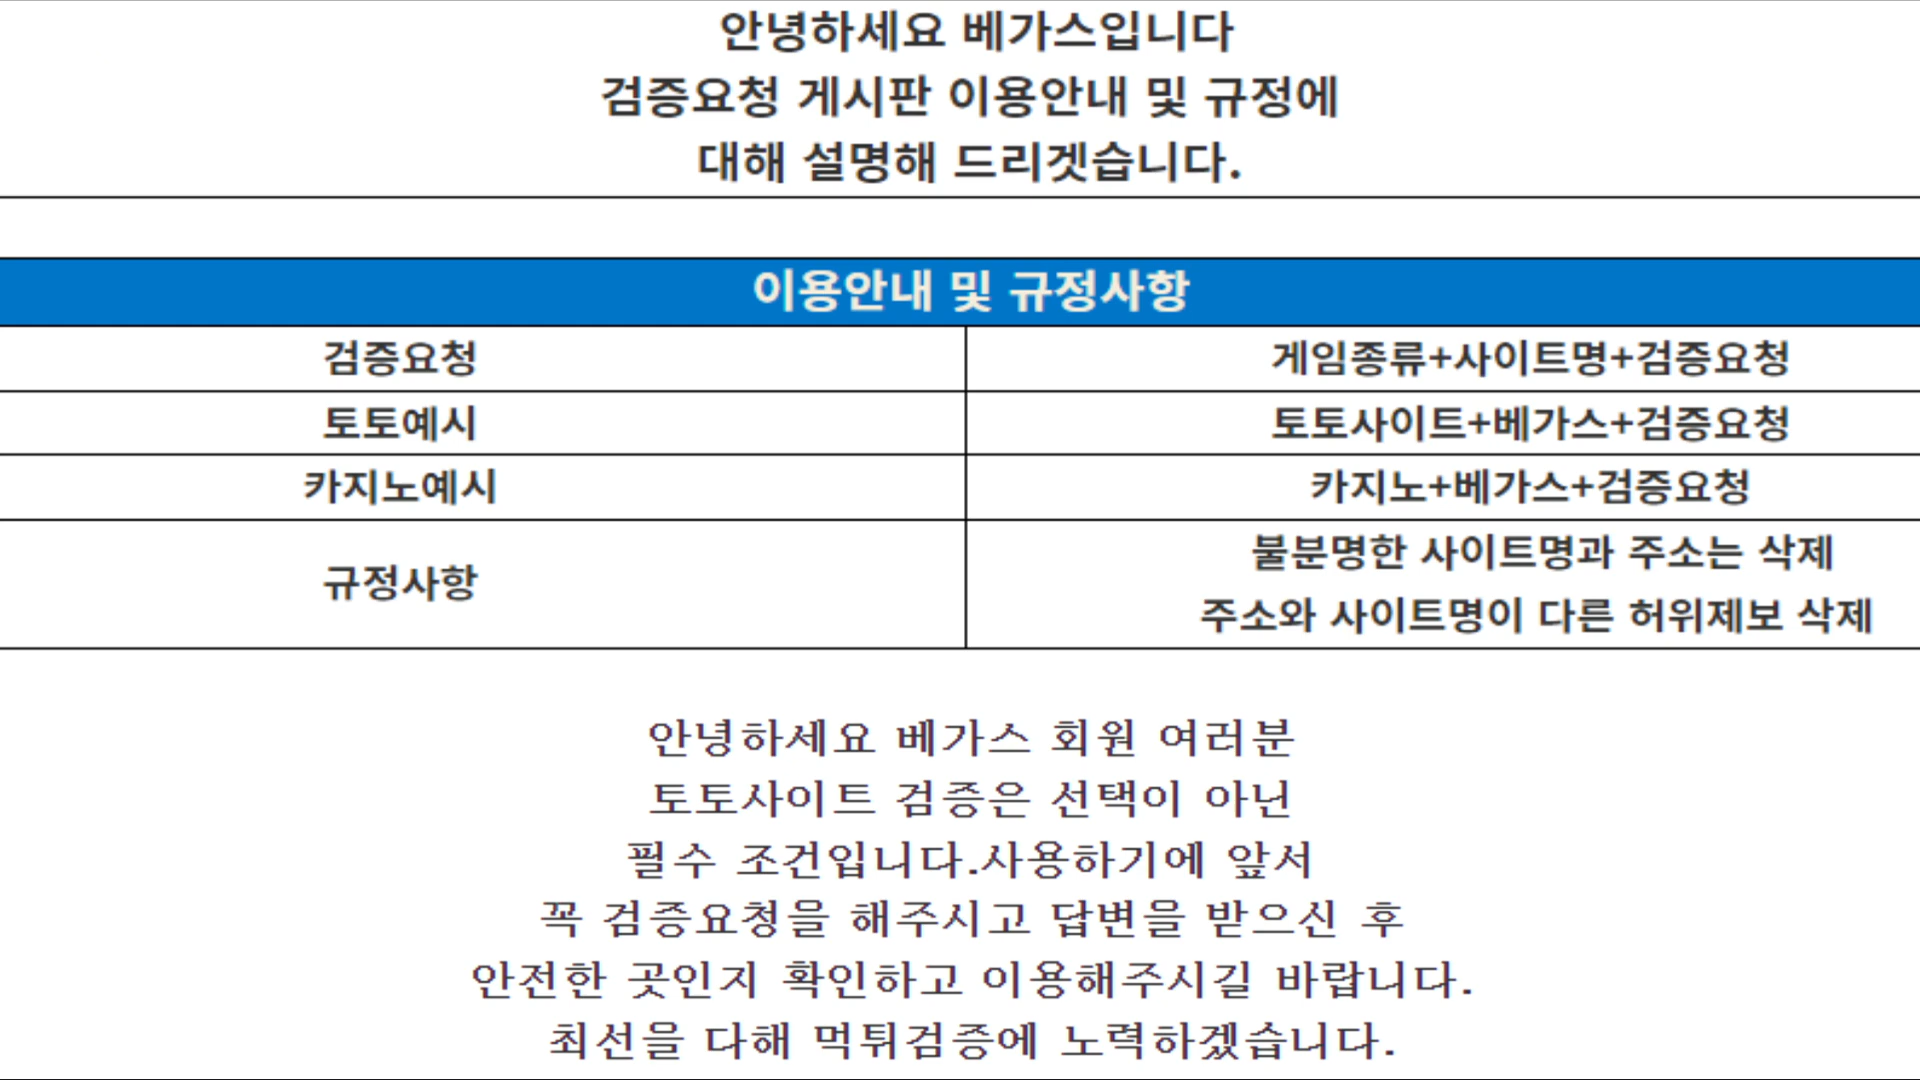 안녕하세요 베가스입니다
검증요청 게시판 이용안내 및 규정에
대해 설명해 드리겟습니다.
이용안내 및 규정사항
검증요청 게임종류+사이트명+검증요청
토토예시 토토사이트+베가스+검증요청
카지노예시 카지노+베가스+검증요청
규정사항 불분명한 사이트명과 주소는 삭제
주소와 사이트명이 다른 허위제보 삭제
안녕하세요 베가스 회원 여러분
토토사이트 검증은 선택이 아닌
필수 조건입니다.사용하기에 앞서
꼭 검증요청을 해주시고 답변을 받으신 후
안전한 곳인지 확인하고 이용해주시길 바랍니다.
최선을 다해 먹튀검증에 노력하겠습니다.